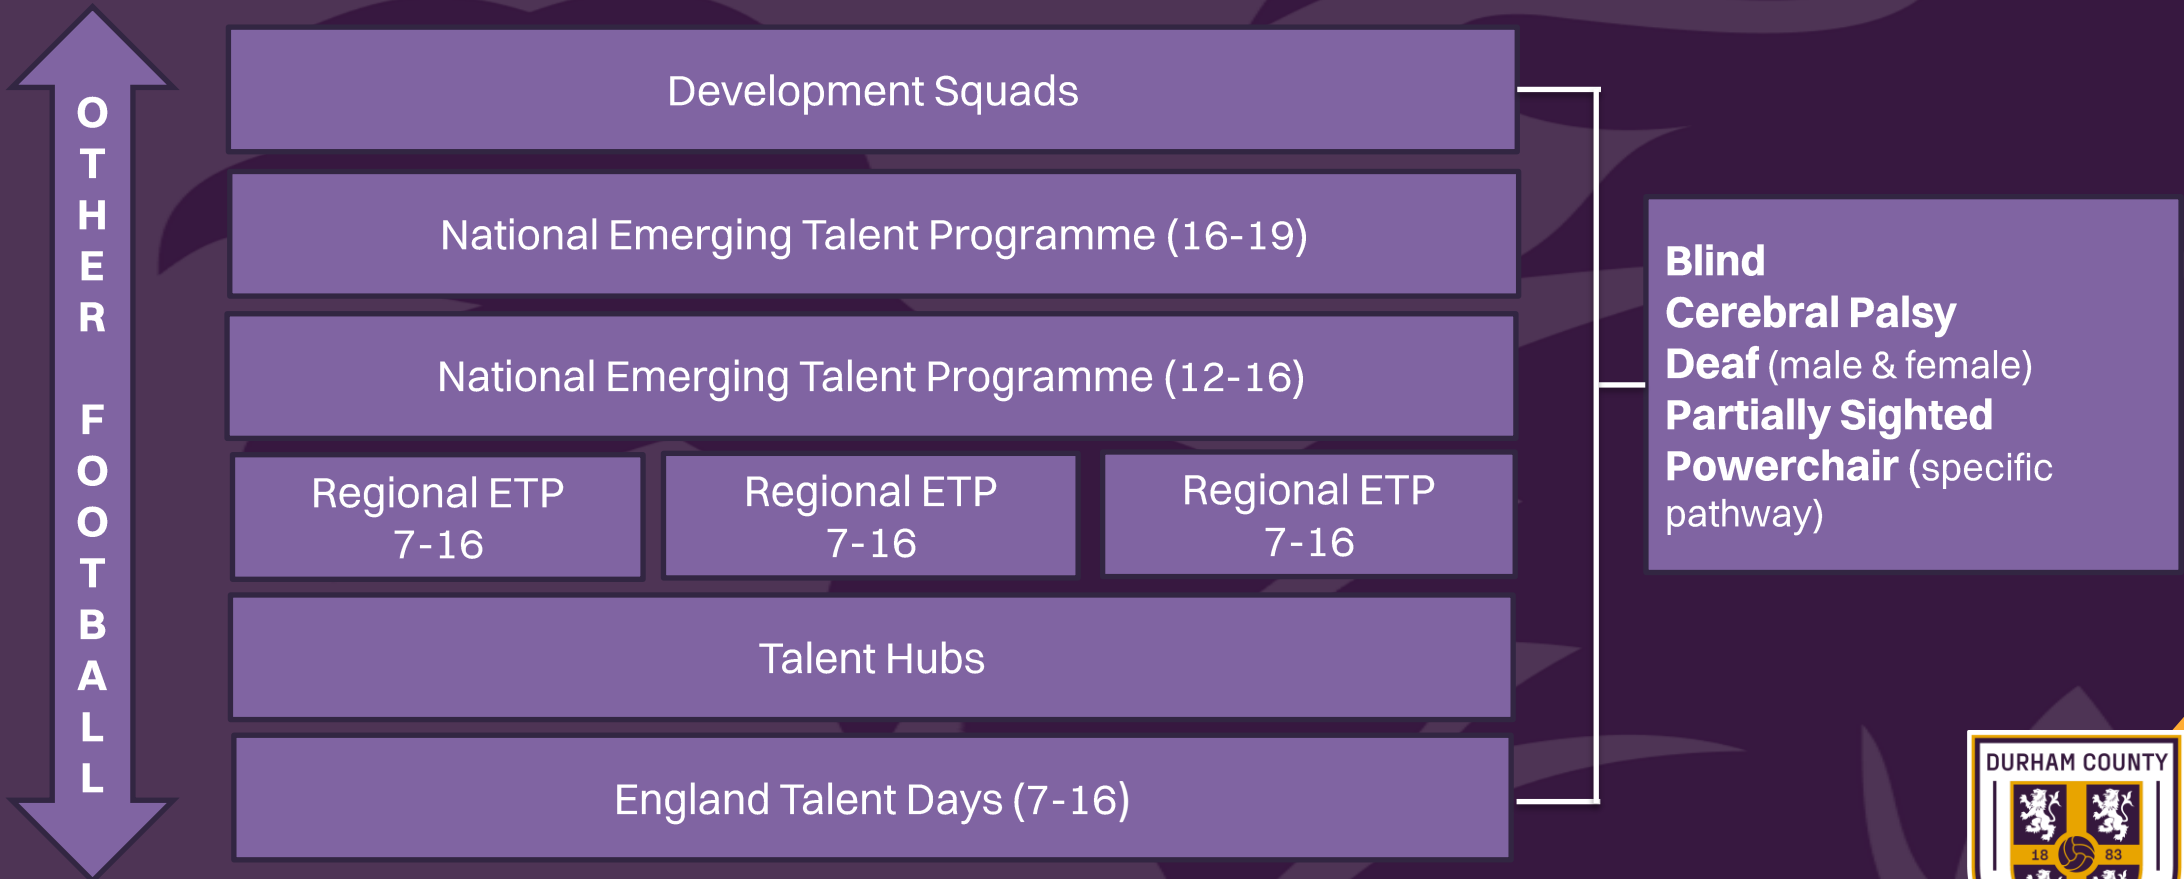 OTHER FOOTBALL
Development Squads
National Emerging Talent Programme (16-19)
National Emerging Talent Programme (12-16)
Regional ETP
7-16
Regional ETP
7-16
Regional ETP
7-16
Talent Hubs
England Talent Days (7-16)
Blind
Cerebral Palsy
Deaf (male & female)
Partially Sighted
Powerchair (specific
pathway)
DURHAM COUNTY
18 83